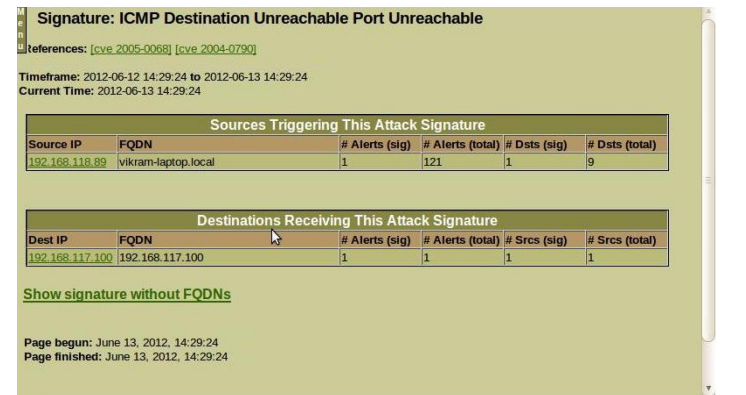 Menu
Signature: ICMP Destination Unreachable Port Unreachable
References: [cve 2005-0068] [cve 2004-0790]
Timeframe: 2012-06-12 14:29:24 to 2012-06-13 14:29:24
Current Time: 2012-06-13 14:29:24
Sources Triggering This Attack Signature
Source IP FQDN # Alerts (sig) # Alerts (total) # Dsts (sig) # Dsts (total)
192.168.118.89 vikram-laptop.local 1 121 1 9
Destinations Receiving This Attack Signature
Dest IP FQDN # Alerts (sig) # Alerts (total) # Srcs (sig) # Srcs (total)
192.168.117.100 192.168.117.100 1 1 1 1
Show signature without FQDNs
Page begun: June 13, 2012, 14:29:24
Page finished: June 13, 2012, 14:29:24